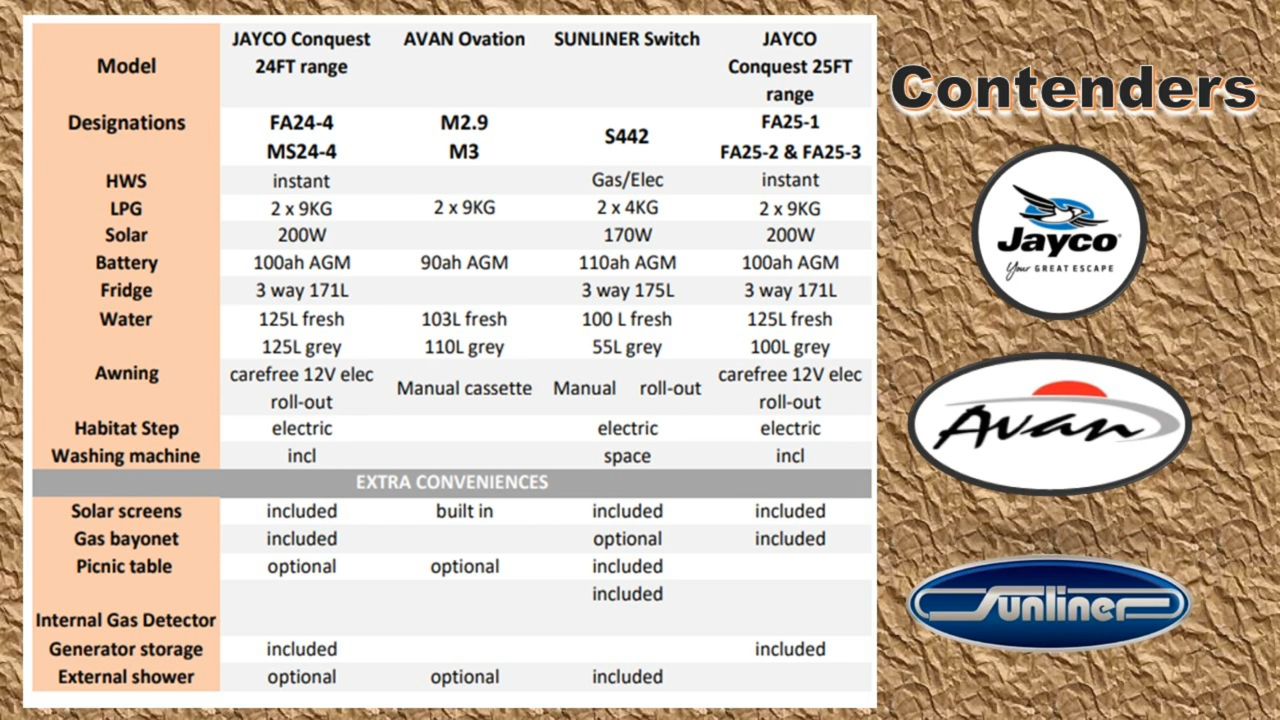 Contenders
Model JAYCO Conquest AVAN Ovation SUNLINER Switch JAYCO
24FT range Conquest 25FT
range
Designations FA24-4 M2.9 S442 FA25-1
MS24-4 M3 FA25-2 & FA25-3
HWS instant Gas/Elec instant
LPG 2 x 9KG 2 x 9KG 2 x 4KG 2 x 9KG
Solar 200W 170W 200W
Battery 100ah AGM 90ah AGM 110ah AGM 100ah AGM
Fridge 3 way 171L 3 way 175L 3 way 171L
Water 125L fresh 103L fresh 100 L fresh 125L fresh
125L grey 110L grey 55L grey 100L grey
Awning carefree 12V elec Manual cassette Manual roll-out carefree 12V elec
roll-out roll-out
Habitat Step electric electric electric
Washing machine incl space incl
EXTRA CONVENIENCES
Solar screens included built in included included
Gas bayonet included optional included
Picnic table optional optional included
included
Internal Gas Detector
Generator storage included included
External shower optional optional included
Jayco
Your GREAT ESCAPE
Avan
Sunliner